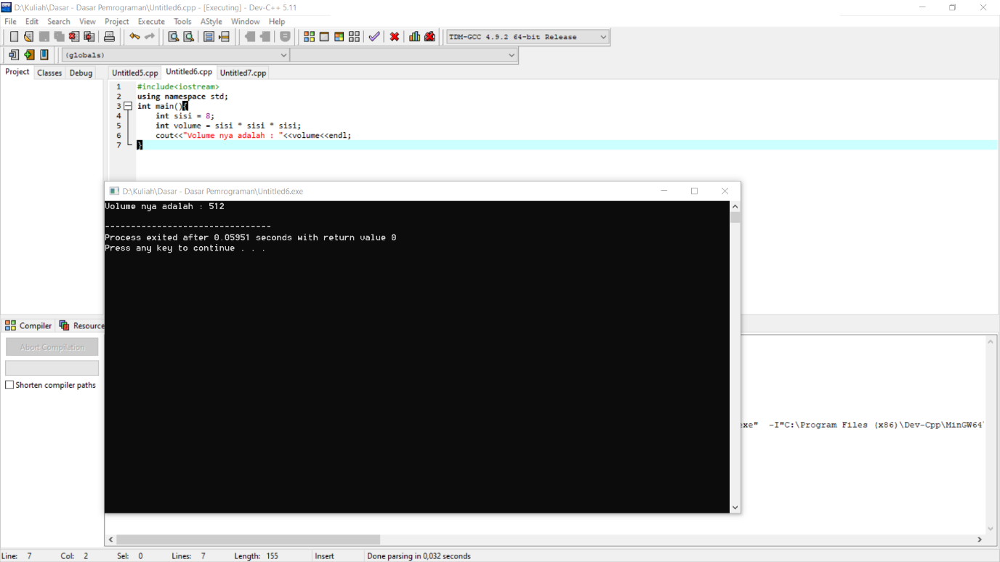 D:\Kuliah\Dasar - Dasar Pemrograman\Untitled6.cpp - [Executing] - Dev-C++ 5.11
File Edit Search View Project Execute Tools AStyle Window Help
TDM-GCC 4.9.2 64-bit Release
(globals)
Project Classes Debug Untitled5.cpp Untitled6.cpp Untitled7.cpp
1 #include<iostream>
2 using namespace std;
3 int main(){
4 int sisi = 8;
5 int volume = sisi * sisi * sisi;
6 cout<<"Volume nya adalah : "<<volume<<endl;
7 }
D:\Kuliah\Dasar - Dasar Pemrograman\Untitled6.exe
Volume nya adalah : 512
--------------------------------
Process exited after 0.05951 seconds with return value 0
Press any key to continue . . .
Compiler Resource
Abort Compilation
Shorten compiler paths
exe" -I"C:\Program Files (x86)\Dev-Cpp\MinGW64
Line: 7 Col: 2 Sel: 0 Lines: 7 Length: 155 Insert Done parsing in 0,032 seconds